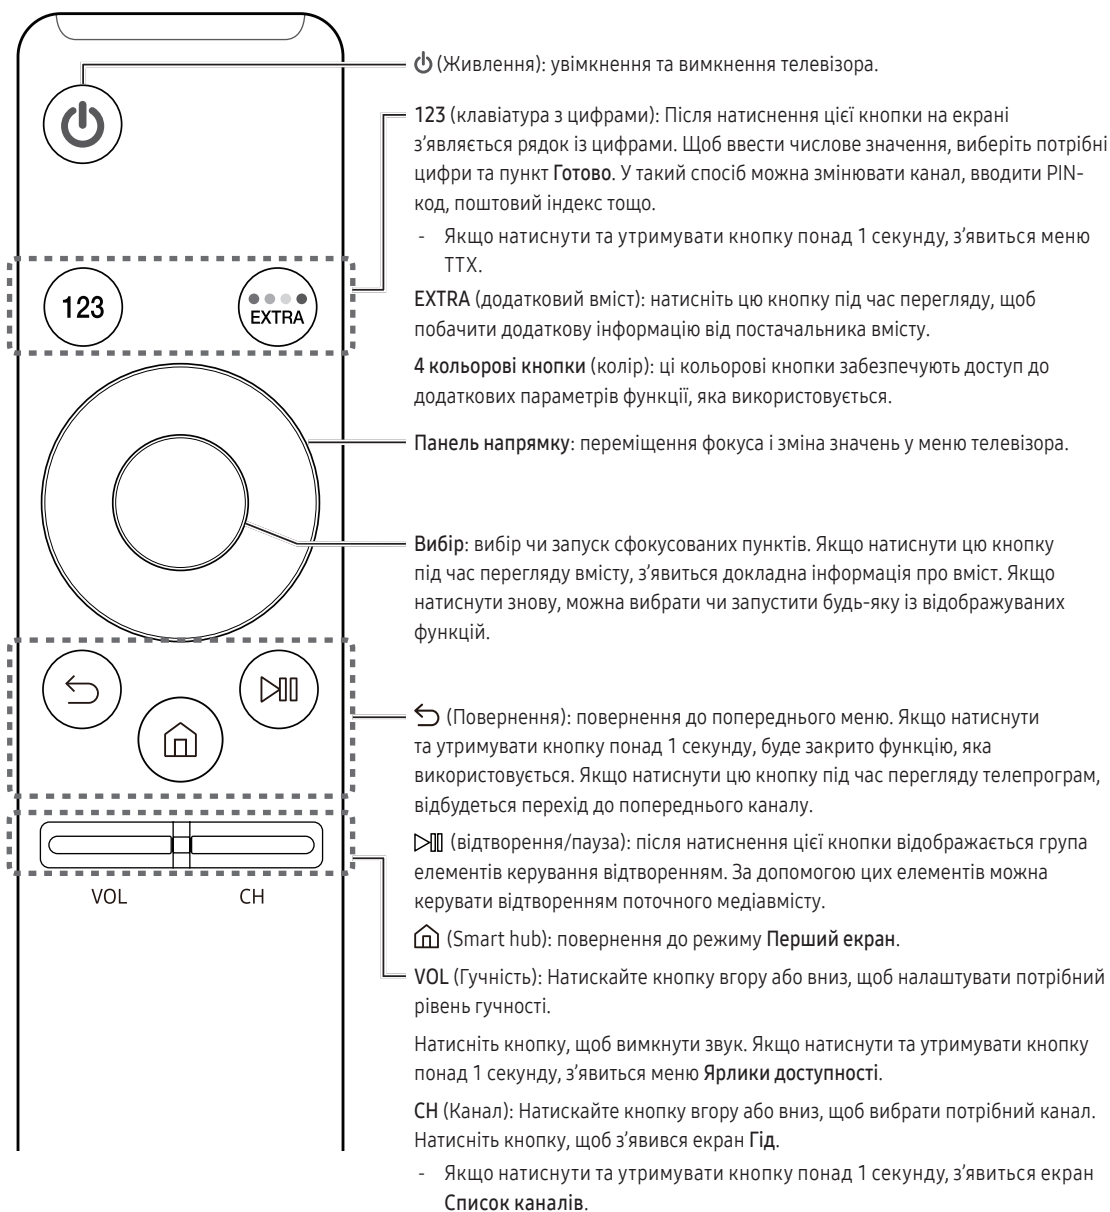 (Живлення): увімкнення та вимкнення телевізора.
123 (клавіатура з цифрами): Після натиснення цієї кнопки на екрані
з’являється рядок із цифрами. Щоб ввести числове значення, виберіть потрібні
цифри та пункт Готово. У такий спосіб можна змінювати канал, вводити PIN-
код, поштовий індекс тощо.
- Якщо натиснути та утримувати кнопку понад 1 секунду, з’явиться меню
TTX.
123
EXTRA
EXTRA (додатковий вміст): натисніть цю кнопку під час перегляду, щоб
побачити додаткову інформацію від постачальника вмісту.
4 кольорові кнопки (колір): ці кольорові кнопки забезпечують доступ до
додаткових параметрів функції, яка використовується.
Панель напрямку: переміщення фокуса і зміна значень у меню телевізора.
Вибір: вибір чи запуск сфокусованих пунктів. Якщо натиснути цю кнопку
під час перегляду вмісту, з’явиться докладна інформація про вміст. Якщо
натиснути знову, можна вибрати чи запустити будь-яку із відображуваних
функцій.
(Повернення): повернення до попереднього меню. Якщо натиснути
та утримувати кнопку понад 1 секунду, буде закрито функцію, яка
використовується. Якщо натиснути цю кнопку під час перегляду телепрограм,
відбудеться перехід до попереднього каналу.
(відтворення/пауза): після натиснення цієї кнопки відображається група
елементів керування відтворенням. За допомогою цих елементів можна
керувати відтворенням поточного медіавмісту.
VOL
CH
(Smart hub): повернення до режиму Перший екран.
VOL (Гучність): Натискайте кнопку вгору або вниз, щоб налаштувати потрібний
рівень гучності.
Натисніть кнопку, щоб вимкнути звук. Якщо натиснути та утримувати кнопку
понад 1 секунду, з’явиться меню Ярлики доступності.
CH (Канал): Натискайте кнопку вгору або вниз, щоб вибрати потрібний канал.
Натисніть кнопку, щоб з’явився екран Гід.
- Якщо натиснути та утримувати кнопку понад 1 секунду, з’явиться екран
Список каналів.